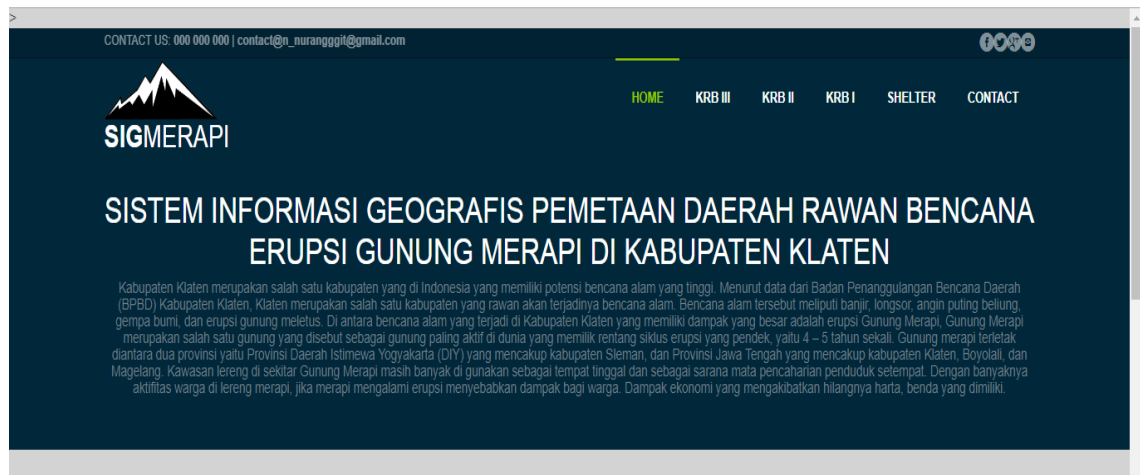 >
CONTACT US: 000 000 000 | contact@n_nurangggit@gmail.com
HOME KRB III KRB II KRB I SHELTER CONTACT
SIGMERAPI
SISTEM INFORMASI GEOGRAFIS PEMETAAN DAERAH RAWAN BENCANA
ERUPSI GUNUNG MERAPI DI KABUPATEN KLATEN
Kabupaten Klaten merupakan salah satu kabupaten yang di Indonesia yang memiliki potensi bencana alam yang tinggi. Menurut data dari Badan Penanggulangan Bencana Daerah
(BPBD) Kabupaten Klaten, Klaten merupakan salah satu kabupaten yang rawan akan terjadinya bencana alam. Bencana alam tersebut meliputi banjir, longsor, angin puting beliung,
gempa bumi, dan erupsi gunung meletus. Di antara bencana alam yang terjadi di Kabupaten Klaten yang memiliki dampak yang besar adalah erupsi Gunung Merapi, Gunung Merapi
merupakan salah satu gunung yang disebut sebagai gunung paling aktif di dunia yang memilik rentang siklus erupsi yang pendek, yaitu 4 – 5 tahun sekali. Gunung merapi terletak
diantara dua provinsi yaitu Provinsi Daerah Istimewa Yogyakarta (DIY) yang mencakup kabupaten Sleman, dan Provinsi Jawa Tengah yang mencakup kabupaten Klaten, Boyolali, dan
Magelang. Kawasan lereng di sekitar Gunung Merapi masih banyak di gunakan sebagai tempat tinggal dan sebagai sarana mata pencaharian penduduk setempat. Dengan banyaknya
aktifitas warga di lereng merapi, jika merapi mengalami erupsi menyebabkan dampak bagi warga. Dampak ekonomi yang mengakibatkan hilangnya harta, benda yang dimiliki.